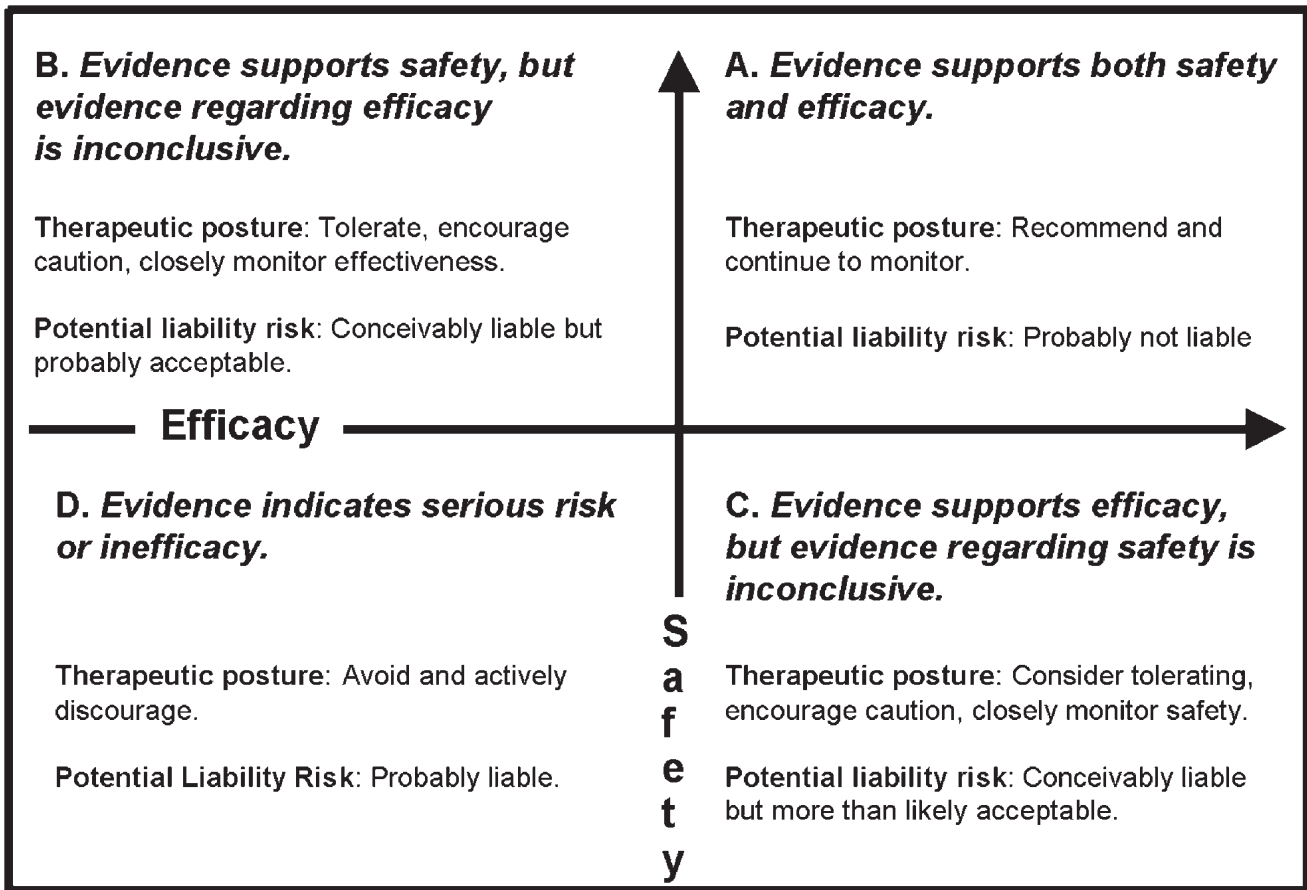 B. Evidence supports safety, but
evidence regarding efficacy
is inconclusive.
Therapeutic posture: Tolerate, encourage
caution, closely monitor effectiveness.
Potential liability risk: Conceivably liable but
probably acceptable.
A. Evidence supports both safety
and efficacy.
Therapeutic posture: Recommend and
continue to monitor.
Potential liability risk: Probably not liable
Efficacy
D. Evidence indicates serious risk
or inefficacy.
Therapeutic posture: Avoid and actively
discourage.
Potential Liability Risk: Probably liable.
Safety
C. Evidence supports efficacy,
but evidence regarding safety is
inconclusive.
Therapeutic posture: Consider tolerating,
encourage caution, closely monitor safety.
Potential liability risk: Conceivably liable
but more than likely acceptable.